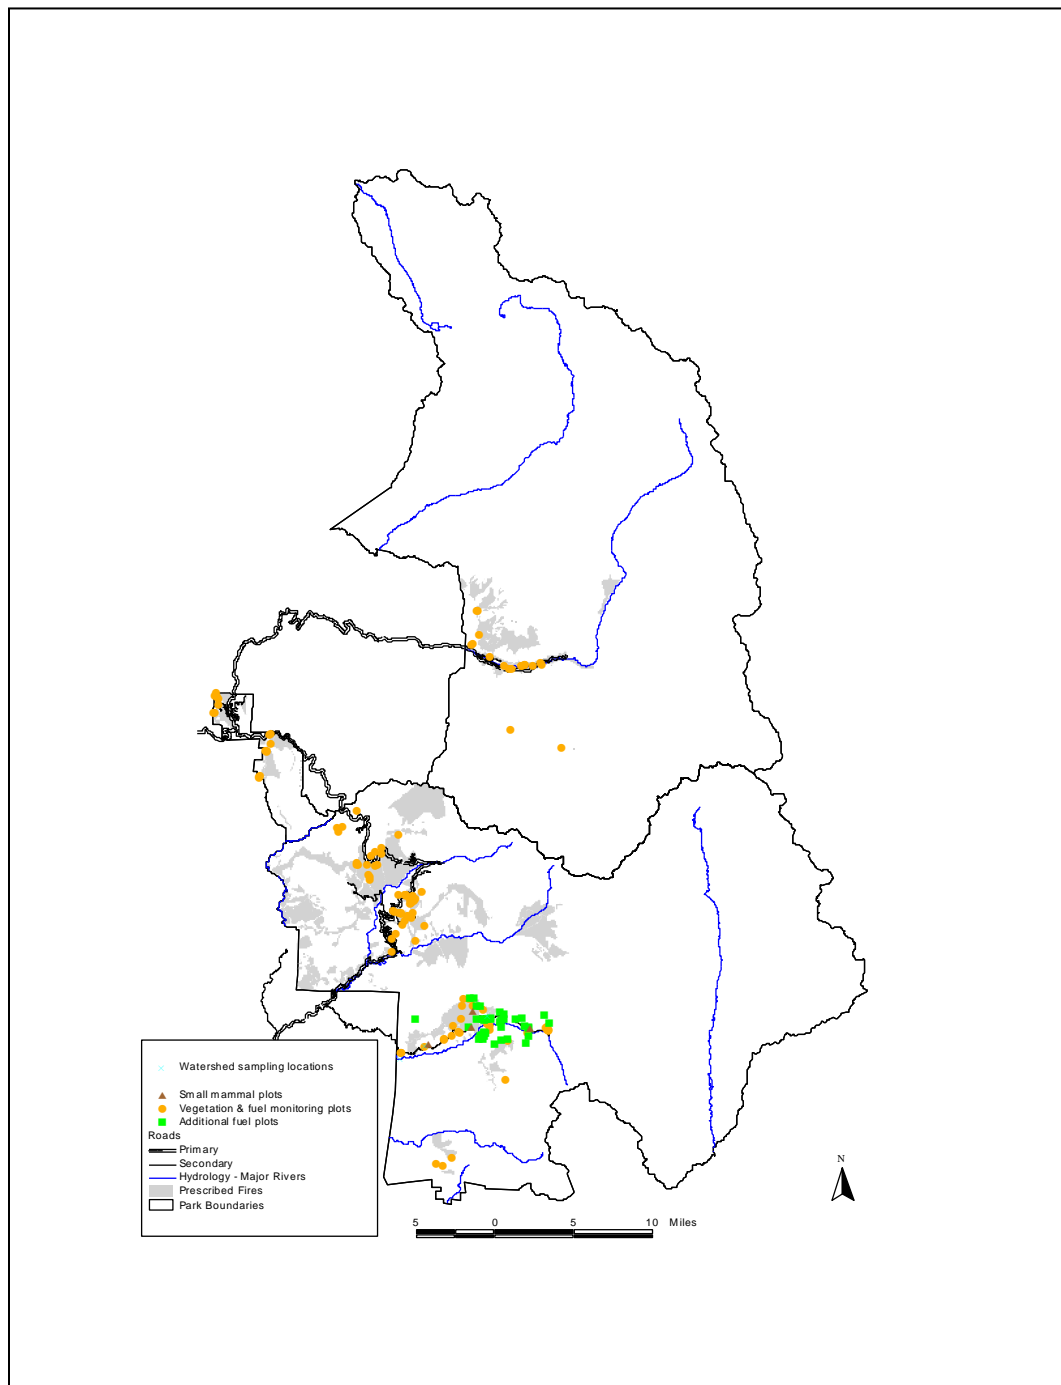 Watershed sampling locations
Small mammal plots
Vegetation & fuel monitoring plots
Additional fuel plots
Roads
Primary
Secondary
Hydrology - Major Rivers
Prescribed Fires
Park Boundaries
N
5 0 5 10 Miles